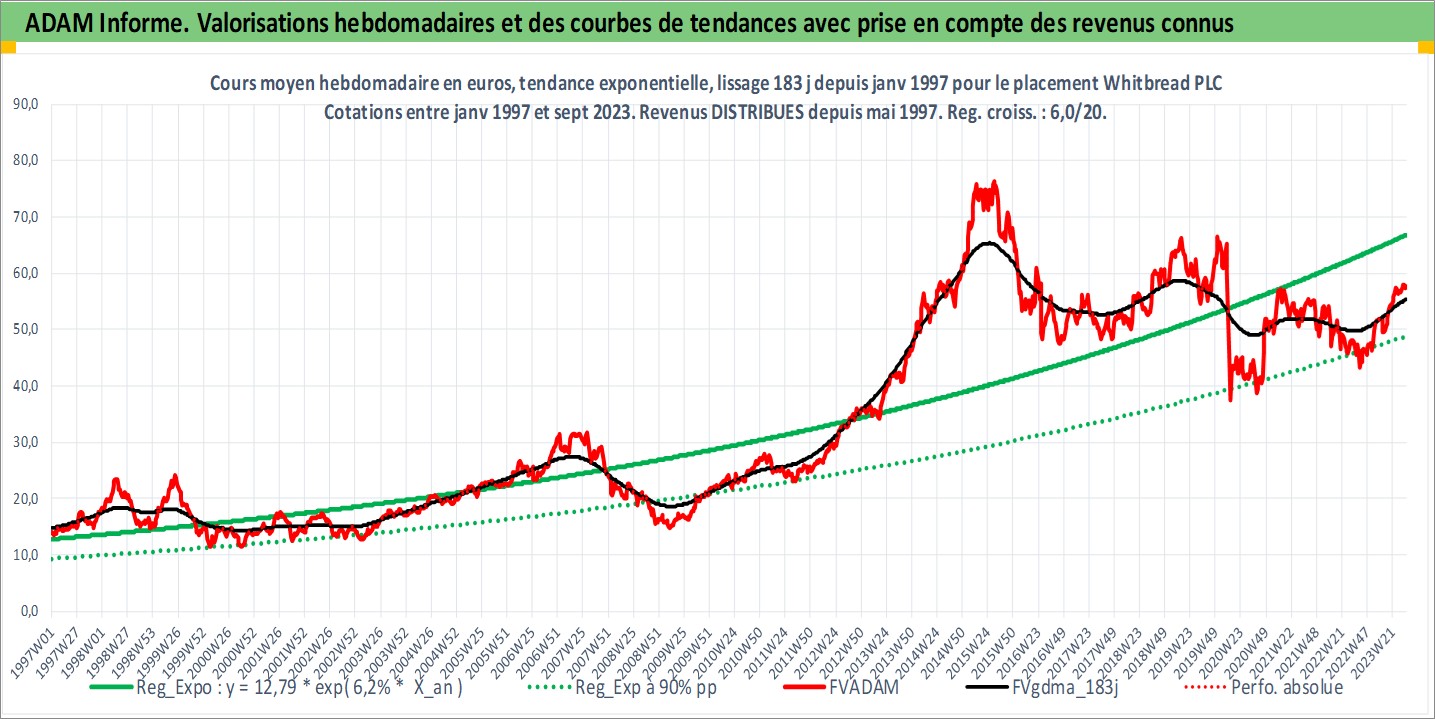 ADAM Informe. Valorisations hebdomadaires et des courbes de tendances avec prise en compte des revenus connus
Cours moyen hebdomadaire en euros, tendance exponentielle, lissage 183 j depuis janv 1997 pour le placement Whitbread PLC
Cotations entre janv 1997 et sept 2023. Revenus DISTRIBUES depuis mai 1997. Reg. croiss. : 6,0/20.
90,0
80,0
70,0
60,0
50,0
40,0
30,0
20,0
10,0
0,0
1997W01
1997W27
1998W01
1998W27
1998W53
1999W26
1999W52
2000W26
2000W52
2001W26
2001W52
2002W26
2002W52
2003W26
2003W52
2004W26
2004W52
2005W25
2005W51
2006W25
2006W51
2007W25
2007W51
2008W25
2008W51
2009W25
2009W51
2010W24
2010W50
2011W24
2011W50
2012W24
2012W50
2013W24
2013W50
2014W24
2014W50
2015W24
2015W50
2016W23
2016W49
2017W23
2017W49
2018W23
2018W49
2019W23
2019W49
2020W23
2020W49
2021W22
2021W48
2022W21
2022W47
2023W21
Reg_Expo : y = 12,79 * exp( 6,2% * X_an )
Reg_Exp à 90% pp
FVADAM
FVgdma_183j
Perfo. absolue